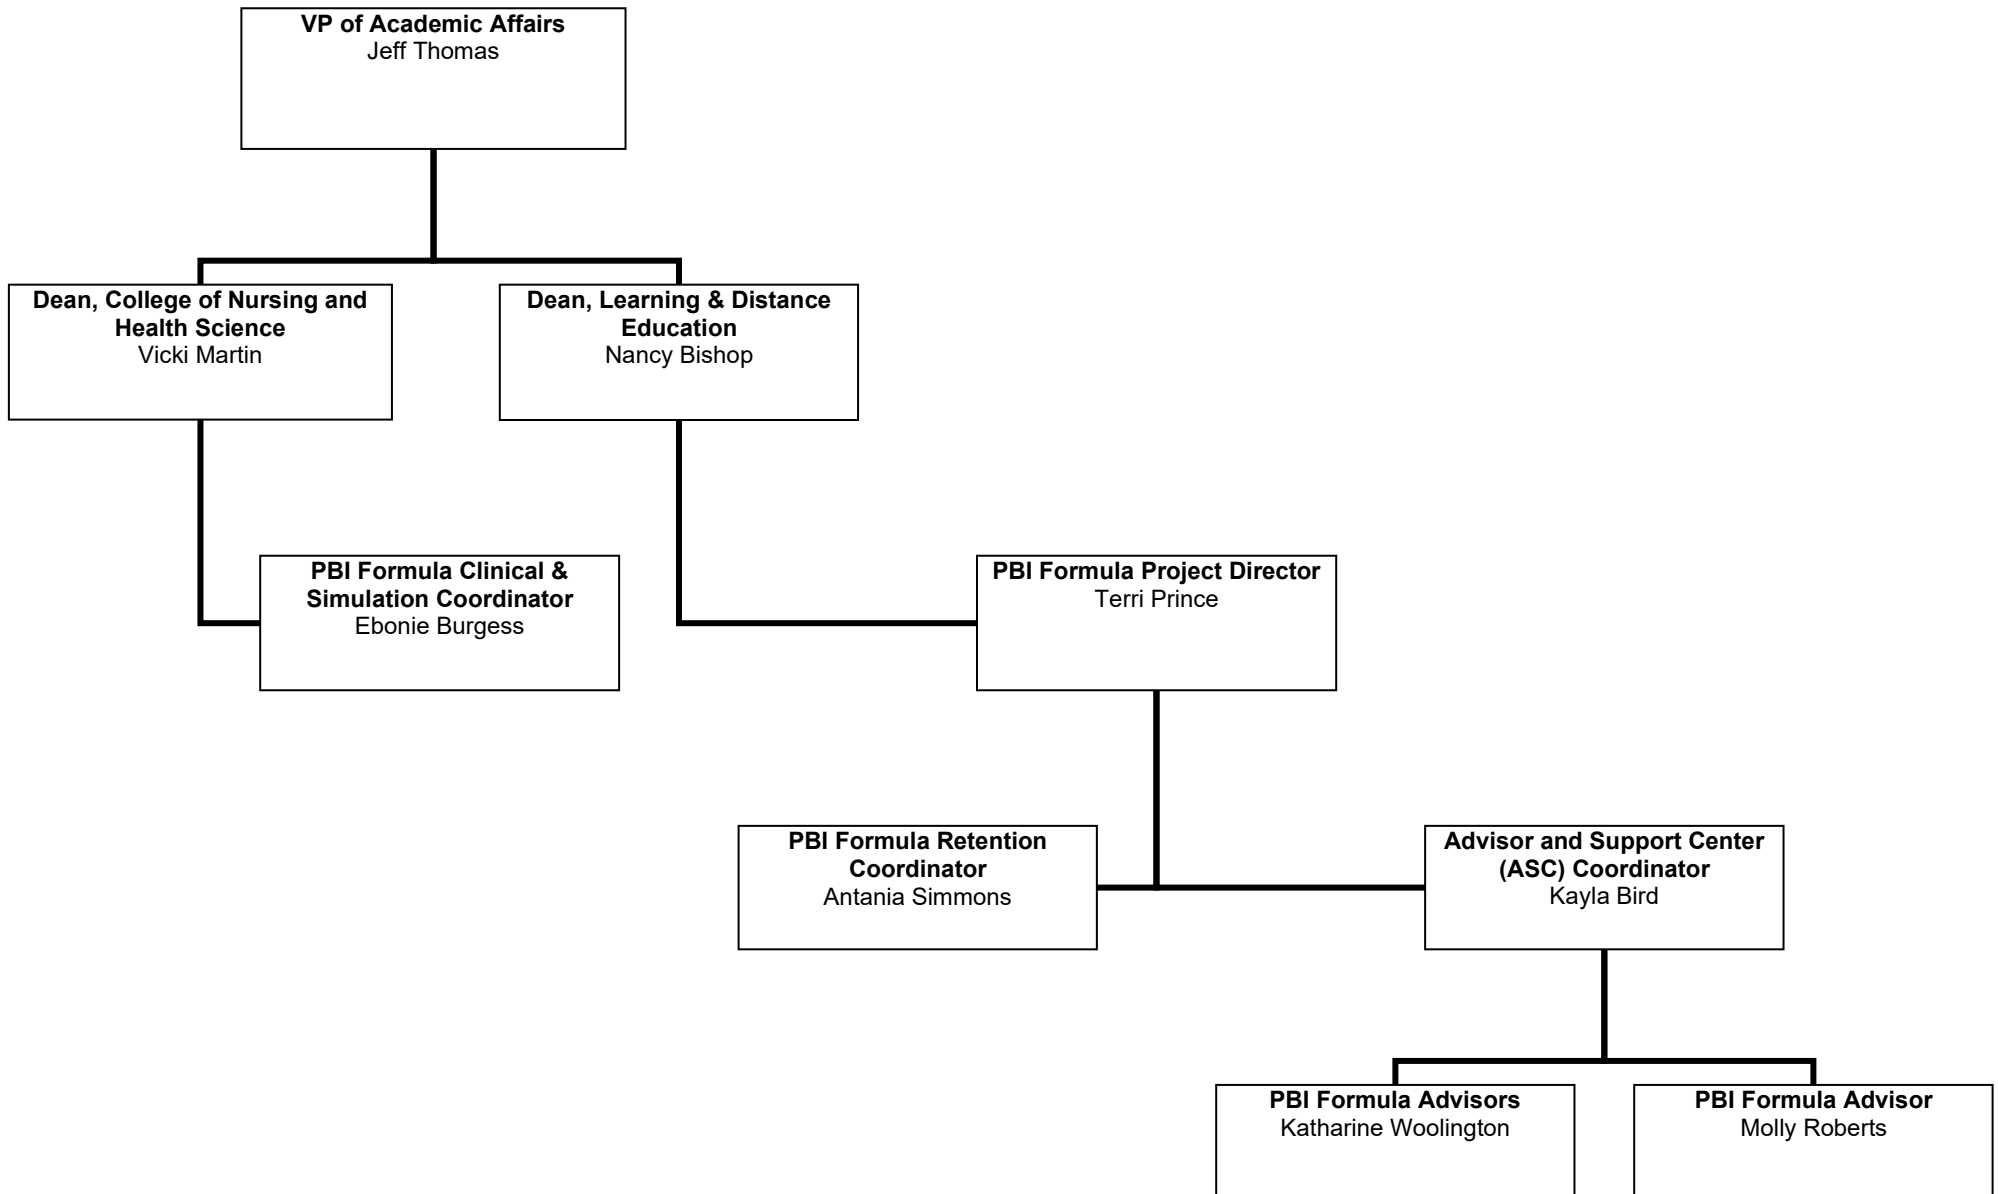 VP of Academic Affairs
Jeff Thomas
Dean, College of Nursing and
Health Science
Vicki Martin
Dean, Learning & Distance
Education
Nancy Bishop
PBI Formula Clinical &
Simulation Coordinator
Ebonie Burgess
PBI Formula Project Director
Terri Prince
PBI Formula Retention
Coordinator
Antania Simmons
Advisor and Support Center
(ASC) Coordinator
Kayla Bird
PBI Formula Advisors
Katharine Woolington
PBI Formula Advisor
Molly Roberts